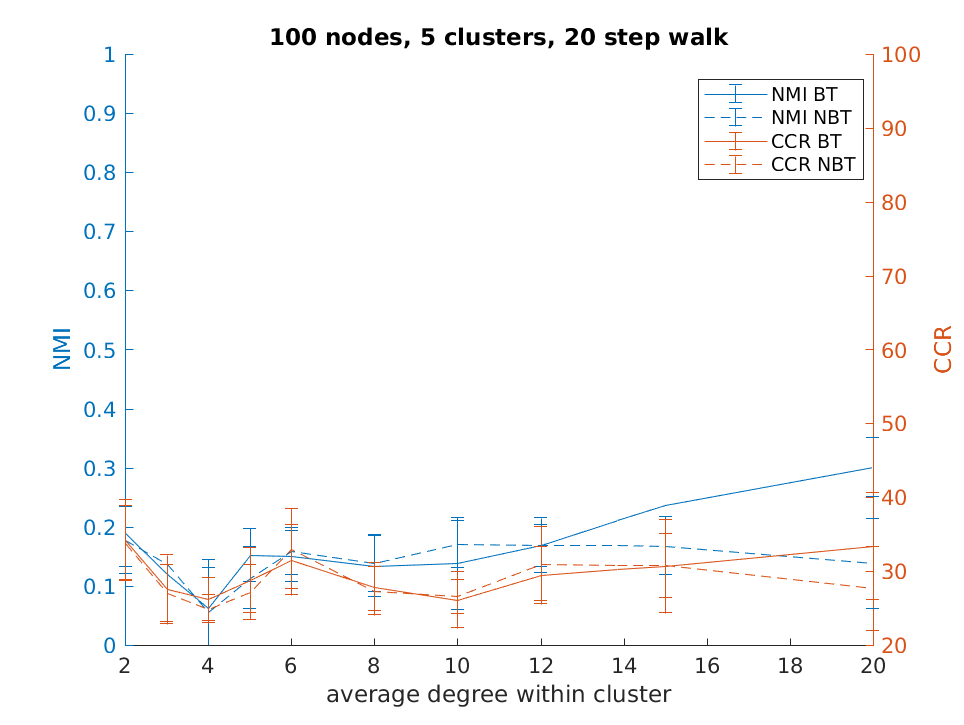 100 nodes, 5 clusters, 20 step walk
NMI BT
NMI NBT
CCR BT
CCR NBT
1
0.9
0.8
0.7
0.6
0.5
0.4
0.3
0.2
0.1
0
NMI
100
90
80
70
60
50
40
30
20
CCR
2 4 6 8 10 12 14 16 18 20
average degree within cluster